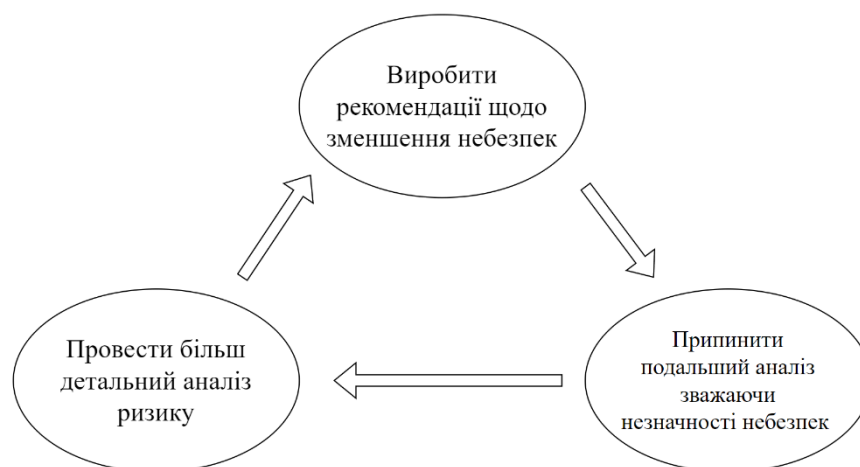 Виробити
рекомендації щодо
зменшення небезпек
Провести більш
детальний аналіз
ризику
Припинити
подальший аналіз
зважаючи
незначності небезпек